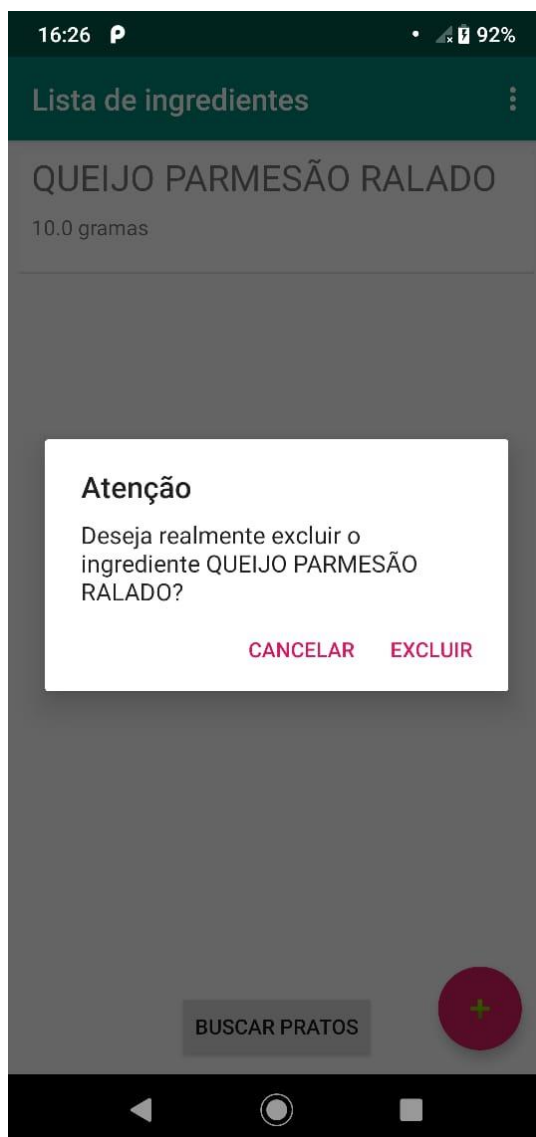 16:26
92%
Lista de ingredientes
QUEIJO PARMESÃO RALADO
10.0 gramas
Atenção
Deseja realmente excluir o
ingrediente QUEIJO PARMESÃO
RALADO?
CANCELAR EXCLUIR
BUSCAR PRATOS
+